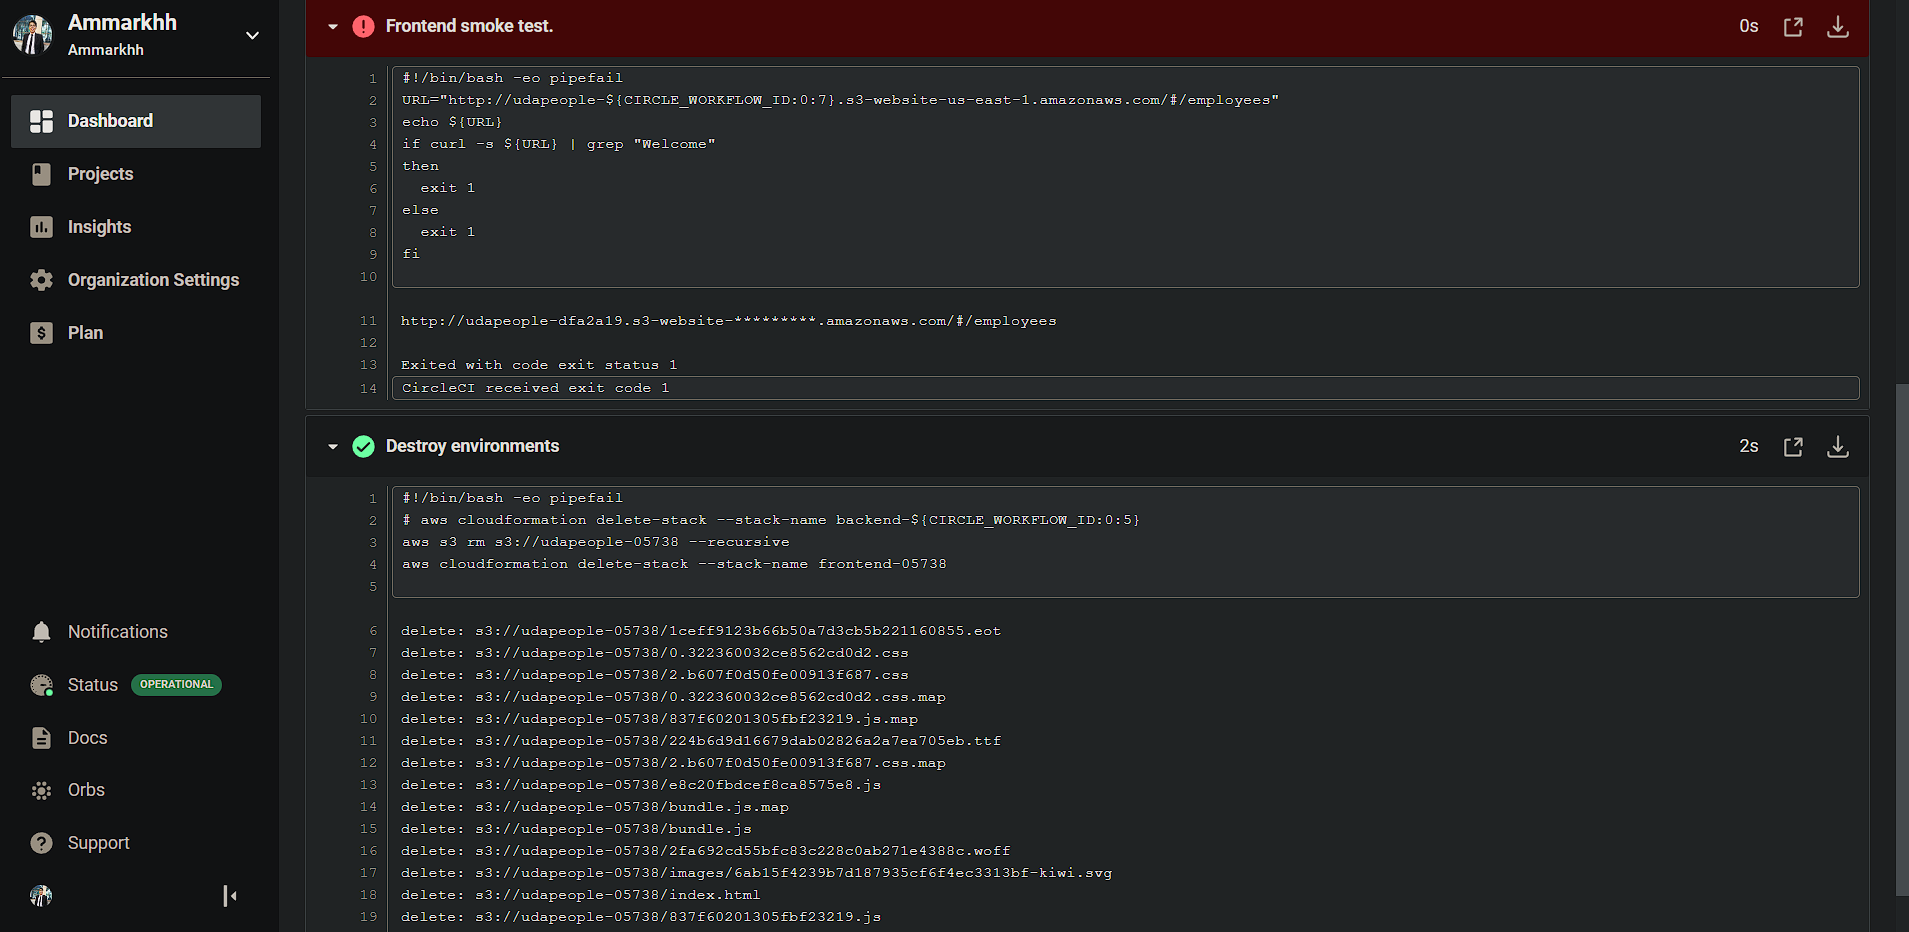 Ammarkhh
Ammarkhh
Dashboard
Projects
Insights
Organization Settings
$ Plan
Notifications
Status OPERATIONAL
Docs
Orbs
? Support
! Frontend smoke test. 0s
1 #!/bin/bash -eo pipefail
2 URL="http://udapeople-${CIRCLE_WORKFLOW_ID:0:7}.s3-website-us-east-1.amazonaws.com/#/employees"
3 echo ${URL}
4 if curl -s ${URL} | grep "Welcome"
5 then
6 exit 1
7 else
8 exit 1
9 fi
10
11 http://udapeople-dfa2a19.s3-website-*********.amazonaws.com/#/employees
12
13 Exited with code exit status 1
14 CircleCI received exit code 1
Destroy environments 2s
1 #!/bin/bash -eo pipefail
2 # aws cloudformation delete-stack --stack-name backend-${CIRCLE_WORKFLOW_ID:0:5}
3 aws s3 rm s3://udapeople-05738 --recursive
4 aws cloudformation delete-stack --stack-name frontend-05738
5
6 delete: s3://udapeople-05738/1ceff9123b66b50a7d3cb5b221160855.eot
7 delete: s3://udapeople-05738/0.322360032ce8562cd0d2.css
8 delete: s3://udapeople-05738/2.b607f0d50fe00913f687.css
9 delete: s3://udapeople-05738/0.322360032ce8562cd0d2.css.map
10 delete: s3://udapeople-05738/837f60201305fbf23219.js.map
11 delete: s3://udapeople-05738/224b6d9d16679dab02826a2a7ea705eb.ttf
12 delete: s3://udapeople-05738/2.b607f0d50fe00913f687.css.map
13 delete: s3://udapeople-05738/e8c20fbdcef8ca8575e8.js
14 delete: s3://udapeople-05738/bundle.js.map
15 delete: s3://udapeople-05738/bundle.js
16 delete: s3://udapeople-05738/2fa692cd55bfc83c228c0ab271e4388c.woff
17 delete: s3://udapeople-05738/images/6ab15f4239b7d187935cf6f4ec3313bf-kiwi.svg
18 delete: s3://udapeople-05738/index.html
19 delete: s3://udapeople-05738/837f60201305fbf23219.js